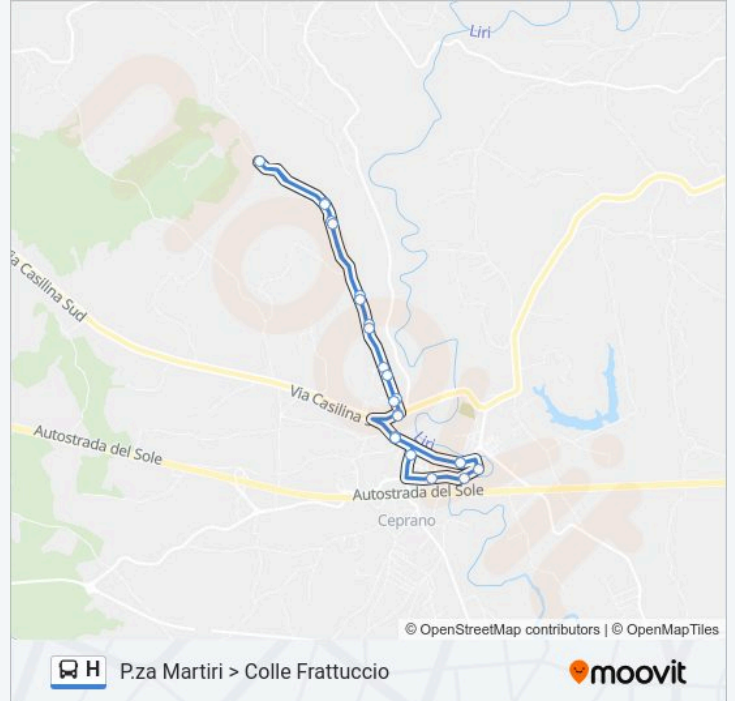 Liri
ia Casilina Sud
Via Casilina S
Liri
Autostrada del Sole
Autostrada del Sole
Ceprano
© OpenStreetMap contributors | © OpenMapTiles
H P.za Martiri > Colle Frattuccio
moovit